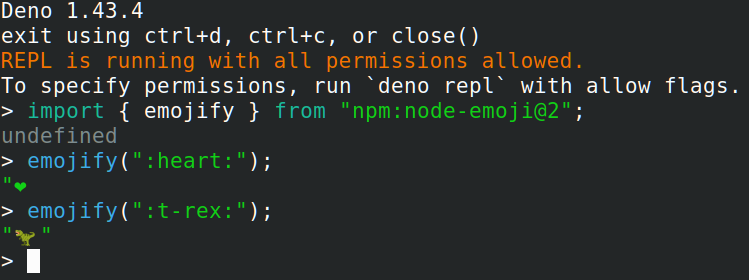 Deno 1.43.4
exit using ctrl+d, ctrl+c, or close()
REPL is running with all permissions allowed.
To specify permissions, run `deno repl` with allow flags.
> import { emojify } from "npm:node-emoji@2";
undefined
> emojify(":heart:");
"❤
> emojify(":t-rex:");
"🦖"
>